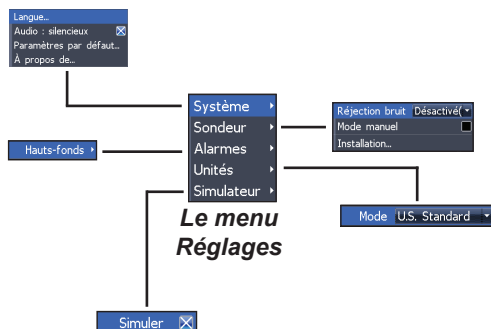 Langue...
Audio : silencieux
Paramètres par défaut..
À propos de...
Système
Sondeur
Alarmes
Unités
Simulateur
Réjection bruit Désactivé(
Mode manuel
Installation...
Hauts-fonds
Mode U.S. Standard
Le menu
Réglages
Simuler